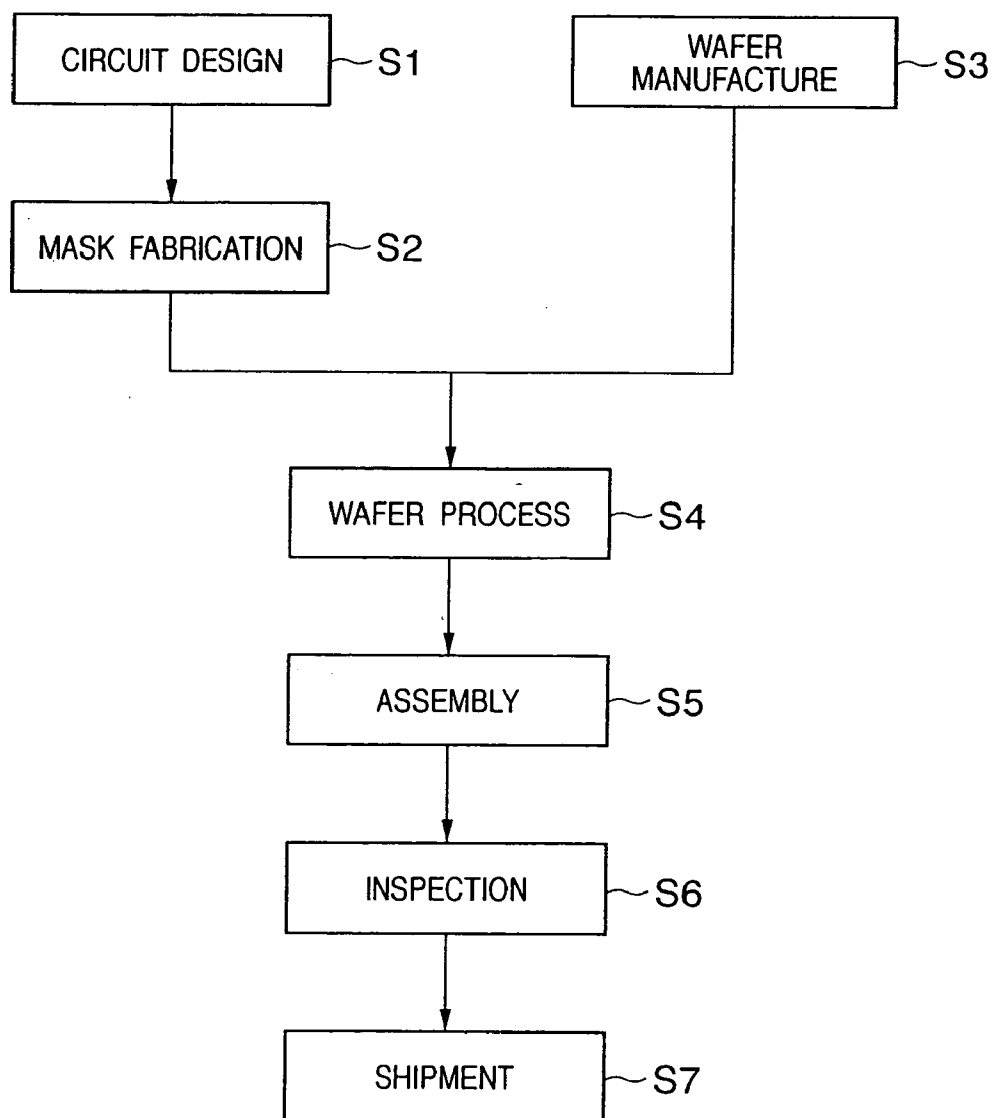 CIRCUIT DESIGN
S1
WAFER
MANUFACTURE
S3
MASK FABRICATION
S2
WAFER PROCESS
S4
ASSEMBLY
S5
INSPECTION
S6
SHIPMENT
S7